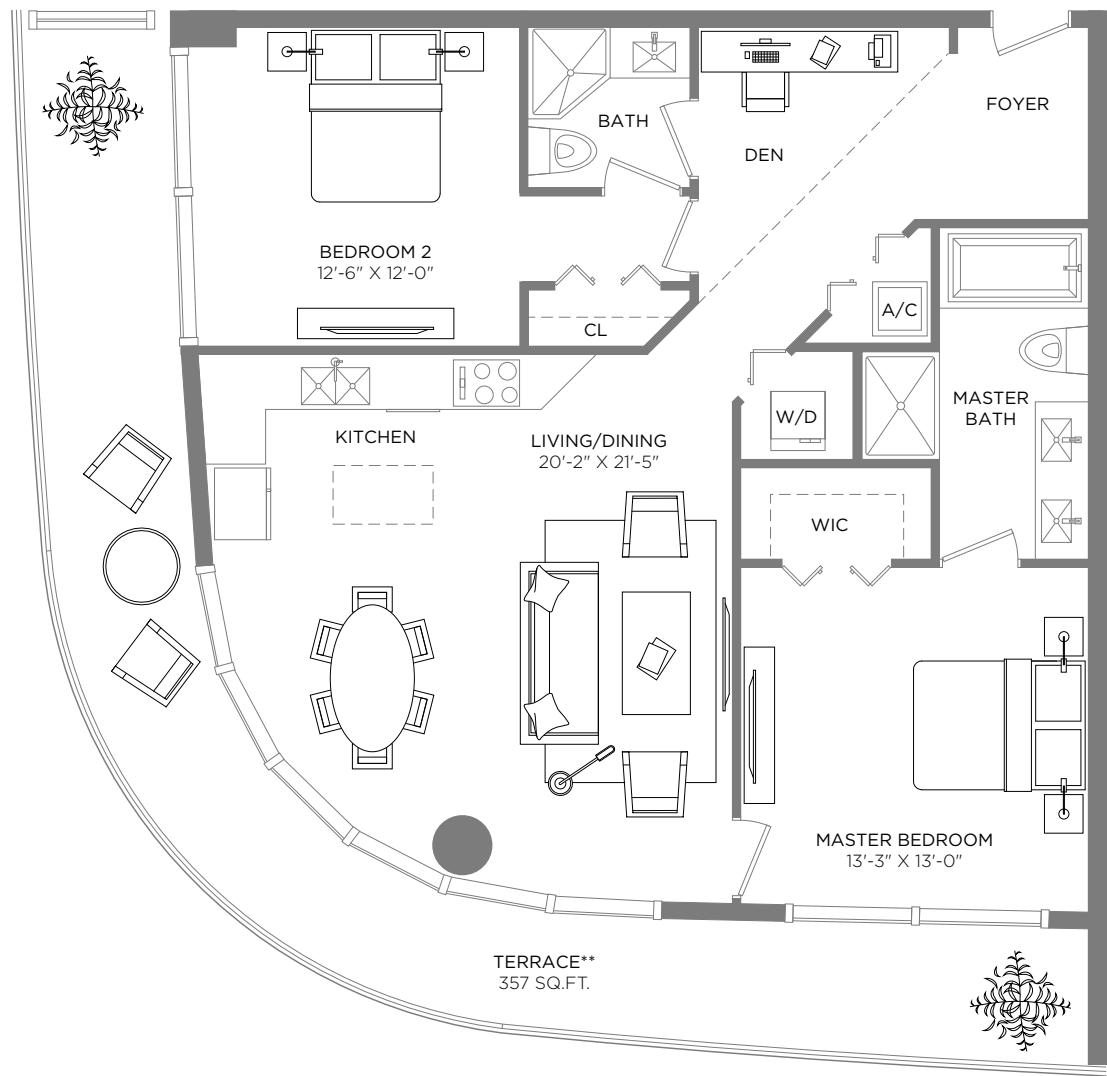 FOYER
BATH
DEN
BEDROOM 2
12'-6" X 12'-0"
A/C
CL
MASTER
BATH
W/D
KITCHEN
LIVING/DINING
20'-2" X 21'-5"
WIC
MASTER BEDROOM
13'-3" X 13'-0"
TERRACE**
357 SQ.FT.